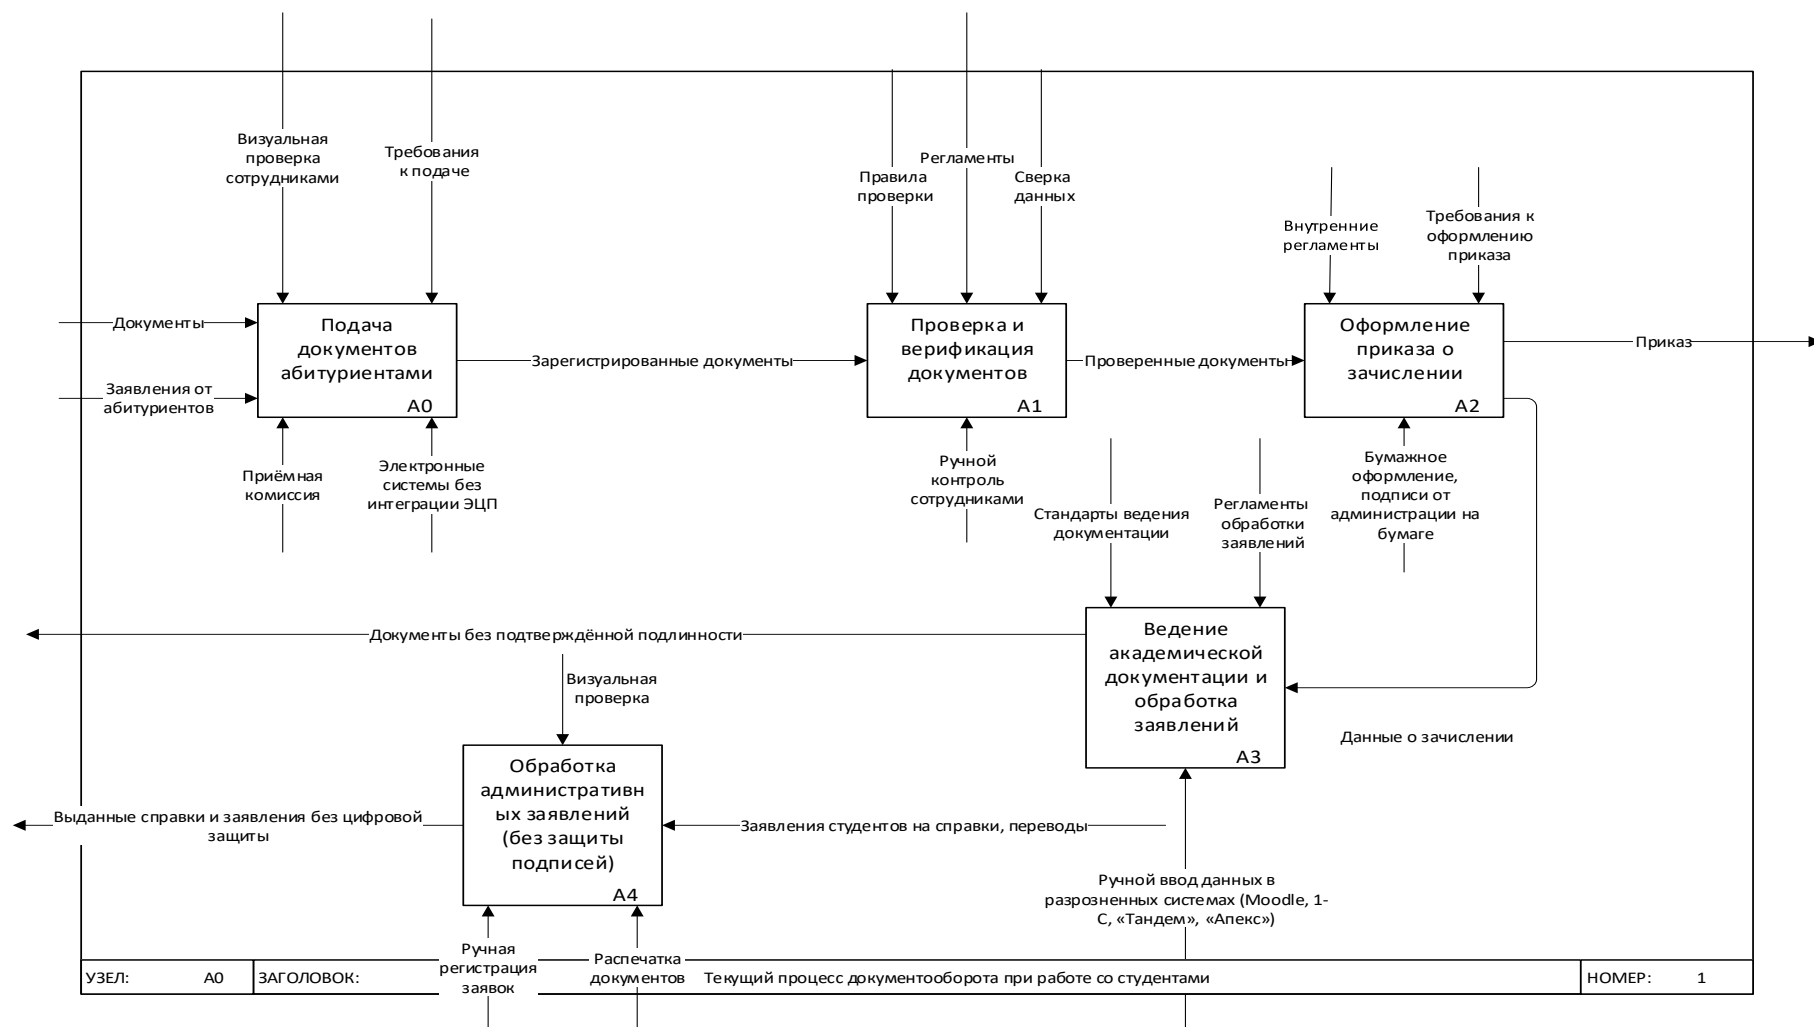 Визуальная
проверка
сотрудниками
Требования
к подаче
Правила
проверки
Регламенты
Сверка
данных
Внутренние
регламенты
Требования к
оформлению
приказа
Документы
Заявления от
абитуриентов
Подача
документов
абитуриентами
A0
Зарегистрированные документы
Проверка и
верификация
документов
A1
Проверенные документы
Оформление
приказа о
зачислении
A2
Приказ
Приёмная
комиссия
Электронные
системы без
интеграции ЭЦП
Ручной
контроль
сотрудниками
Стандарты ведения
документации
Регламенты
обработки
заявлений
Бумажное
оформление,
подписи от
администрации на
бумаге
Документы без подтверждённой подлинности
Ведение
академической
документации и
обработка
заявлений
A3
Данные о зачислении
Визуальная
проверка
Обработка
административн
ых заявлений
(без защиты
подписей)
A4
Выданные справки и заявления без цифровой
защиты
Заявления студентов на справки, переводы
Ручной ввод данных в
разрозненных системах (Moodle, 1-
С, «Тандем», «Апекс»)
Ручная
регистрация
заявок
Распечатка
документов
УЗЕЛ: A0
ЗАГОЛОВОК: Текущий процесс документооборота при работе со студентами
НОМЕР: 1